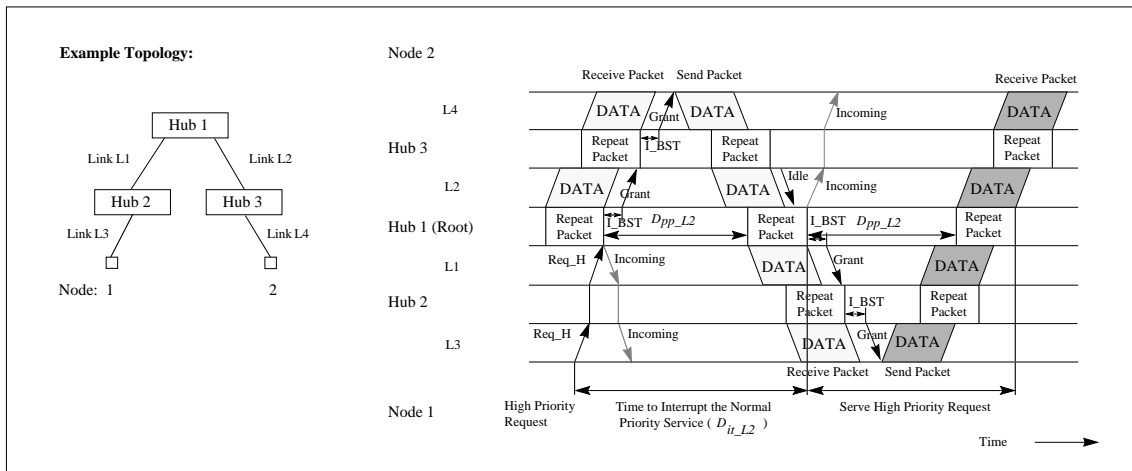 Example Topology:
Hub 1
Link L1
Link L2
Hub 2
Hub 3
Link L3
Link L4
Node: 1
2
Node 2
Receive Packet
Send Packet
Receive Packet
L4
DATA
Grant
DATA
Incoming
DATA
Hub 3
Repeat
Packet
I_BST
Repeat
Packet
Repeat
Packet
L2
DATA
Grant
DATA
Idle
Incoming
DATA
Hub 1 (Root)
Repeat
Packet
I_BST
Dpp_L2
Repeat
Packet
I_BST
Dpp_L2
Repeat
Packet
L1
Req_H
Incoming
DATA
Grant
DATA
Hub 2
Repeat
Packet
I_BST
Repeat
Packet
L3
Req_H
Incoming
DATA
Grant
DATA
Receive Packet
Send Packet
Node 1
High Priority
Request
Time to Interrupt the Normal
Priority Service ( Dit_L2 )
Serve High Priority Request
Time